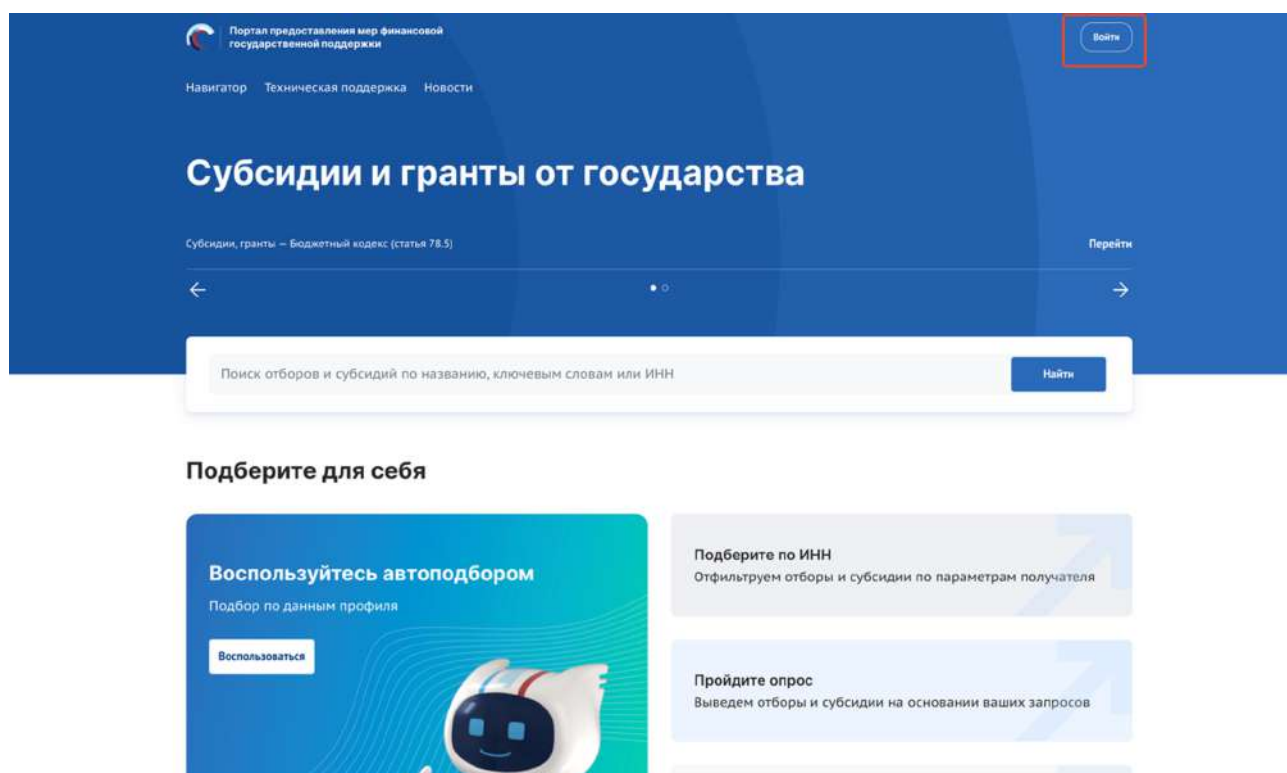 Портал предоставления мер финансовой
государственной поддержки
Войти
Навигатор Техническая поддержка Новости
Субсидии и гранты от государства
Субсидии, гранты — Бюджетный кодекс (статья 78.5)
Перейти
Поиск отборов и субсидий по названию, ключевым словам или ИНН
Найти
Подберите для себя
Воспользуйтесь автоподбором
Подбор по данным профиля
Воспользоваться
Подберите по ИНН
Отфильтруем отборы и субсидии по параметрам получателя
Пройдите опрос
Выведем отборы и субсидии на основании ваших запросов